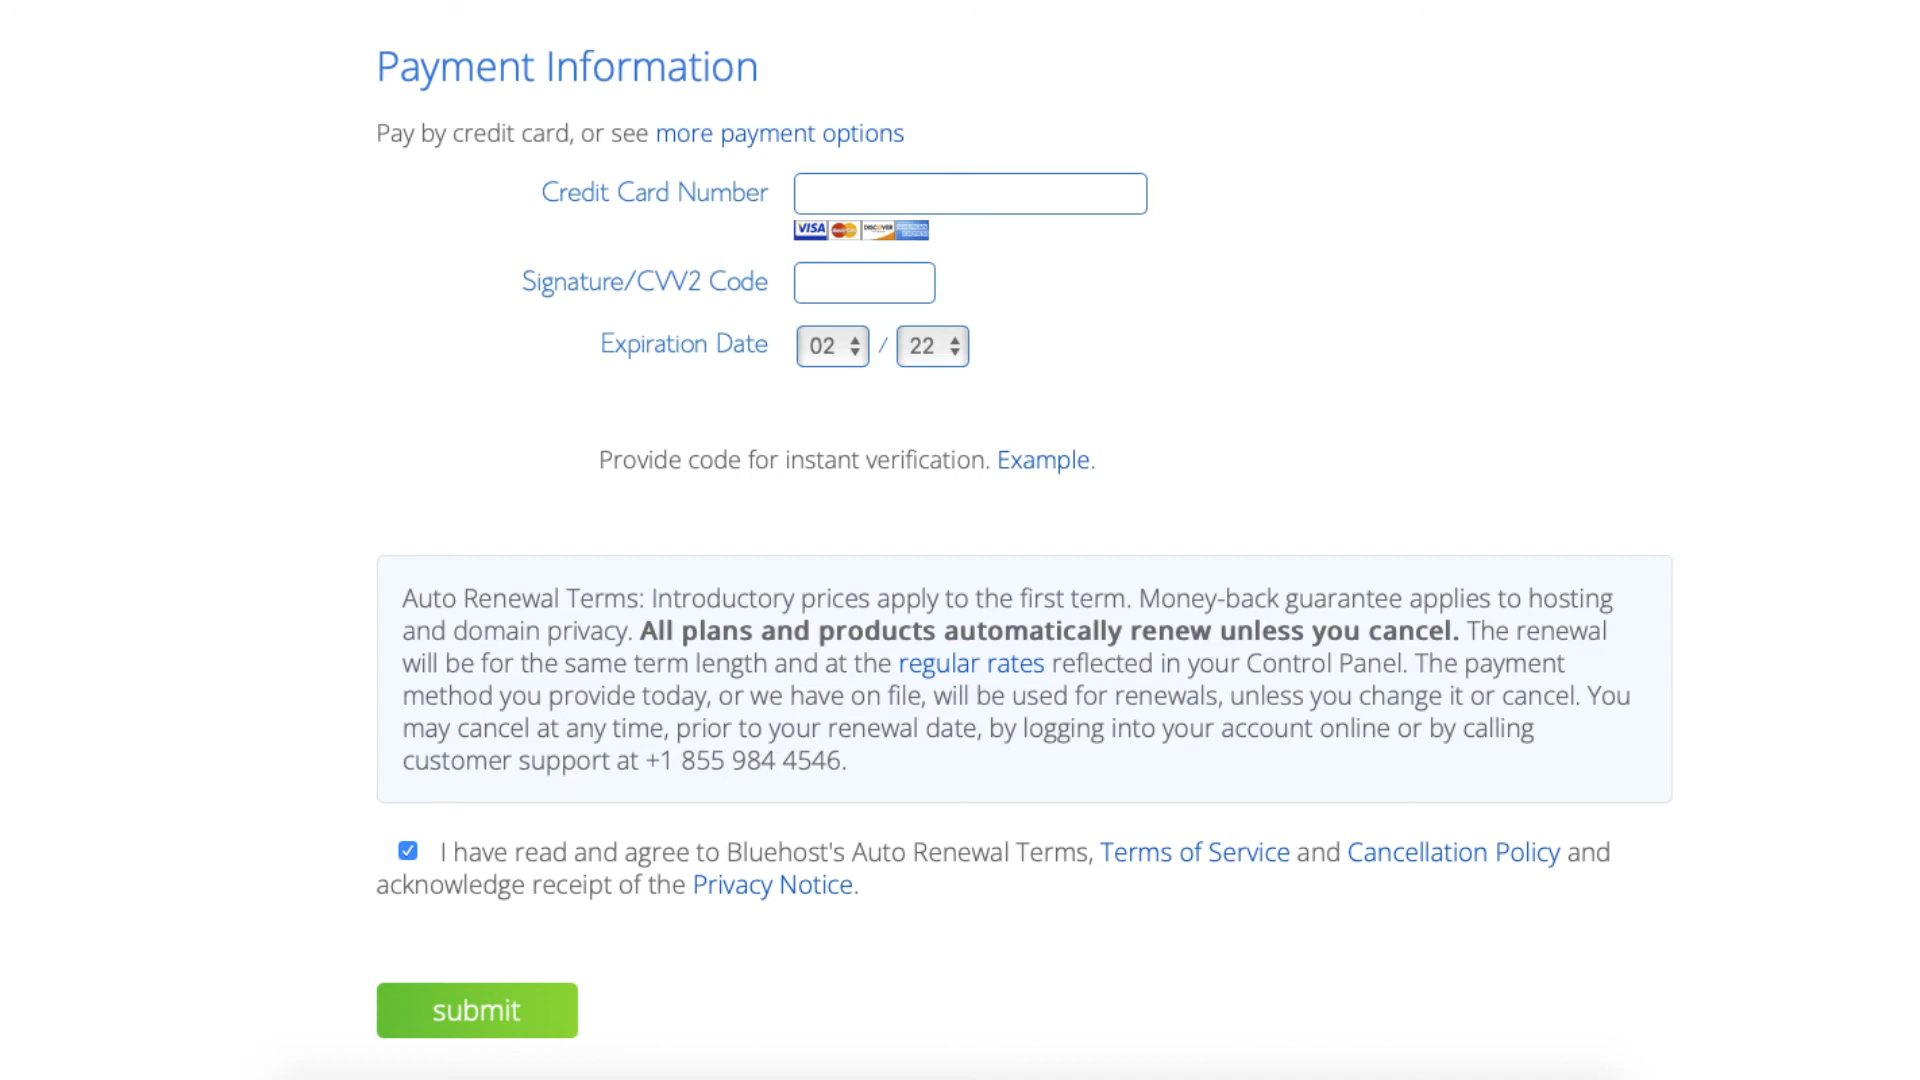 Payment Information
Pay by credit card, or see more payment options
Credit Card Number
VISA MasterCard DISCOVER
Signature/CVV2 Code
Expiration Date 02 / 22
Provide code for instant verification. Example.
Auto Renewal Terms: Introductory prices apply to the first term. Money-back guarantee applies to hosting
and domain privacy. All plans and products automatically renew unless you cancel. The renewal
will be for the same term length and at the regular rates reflected in your Control Panel. The payment
method you provide today, or we have on file, will be used for renewals, unless you change it or cancel. You
may cancel at any time, prior to your renewal date, by logging into your account online or by calling
customer support at +1 855 984 4546.
I have read and agree to Bluehost's Auto Renewal Terms, Terms of Service and Cancellation Policy and
acknowledge receipt of the Privacy Notice.
submit